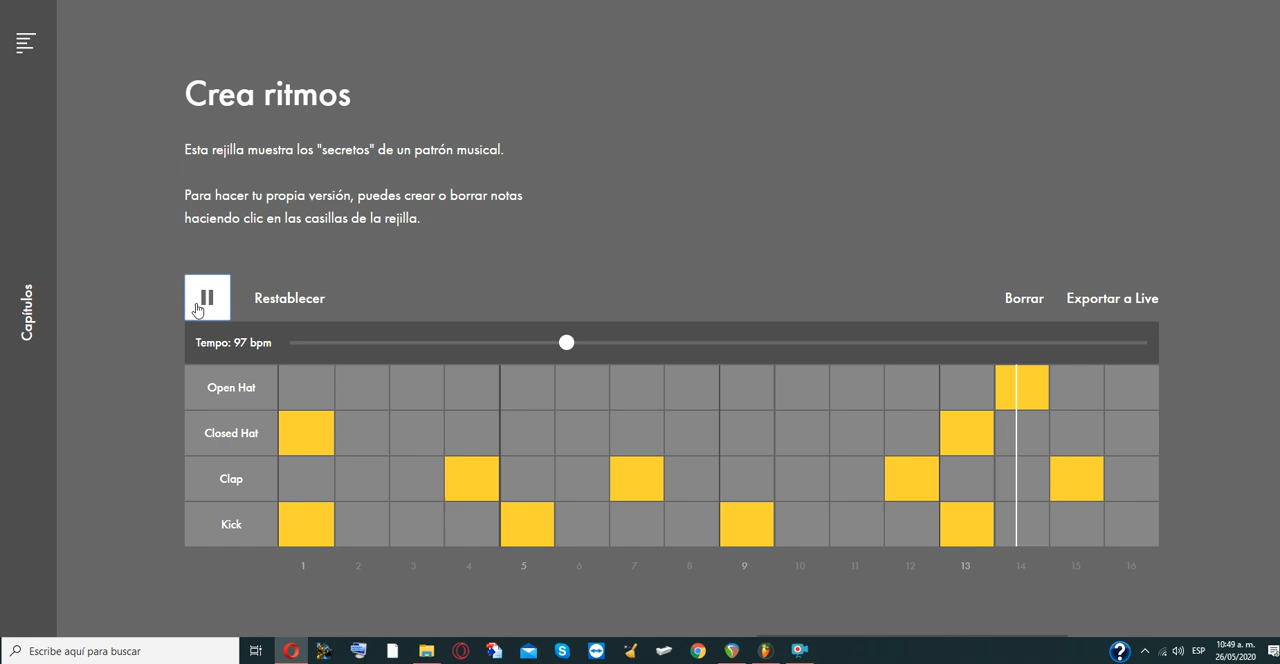 Crea ritmos
Esta rejilla muestra los "secretos" de un patrón musical.
Para hacer tu propia versión, puedes crear o borrar notas
haciendo clic en las casillas de la rejilla.
Capítulos
Restablecer
Borrar
Exportar a Live
Tempo: 97 bpm
Open Hat
Closed Hat
Clap
Kick
1 2 3 4 5 6 7 8 9 10 11 12 13 14 15 16
Escribe aquí para buscar
ESP
10:49 a. m.
26/05/2020